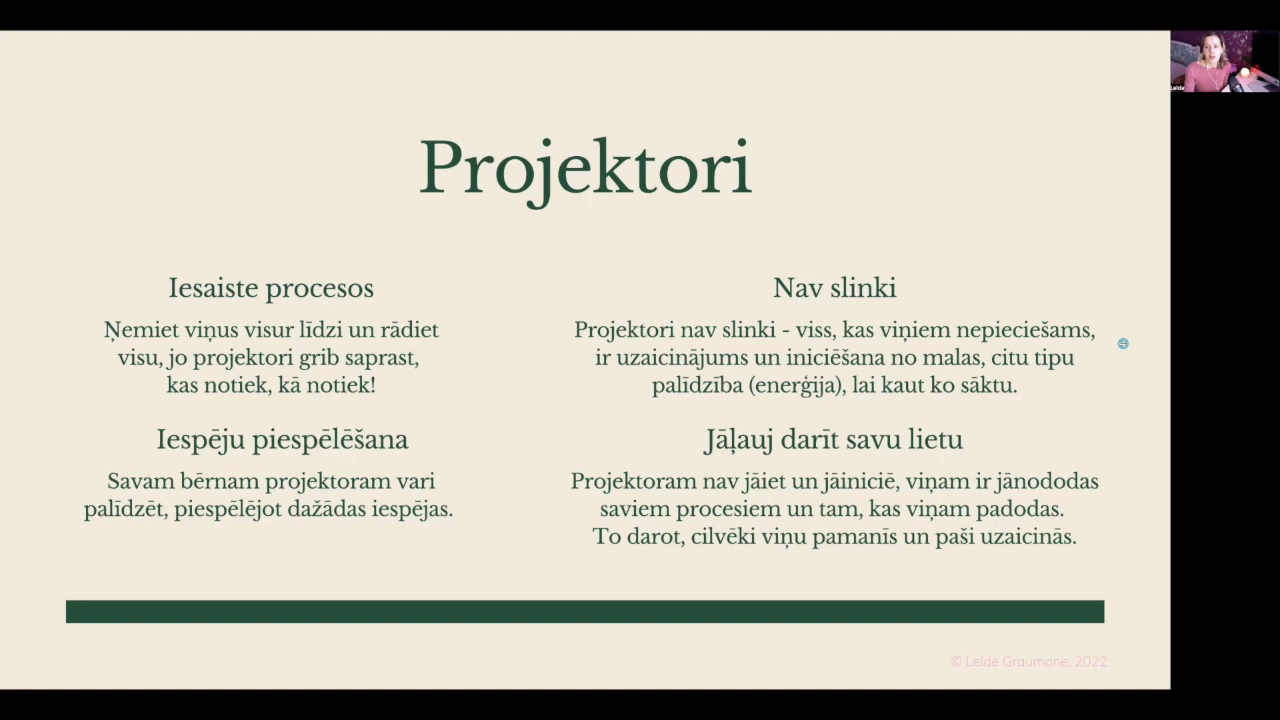 Projektori
Iesaiste procesos
Ņemiet viņus visur līdzi un rādiet
visu, jo projektori grib saprast,
kas notiek, kā notiek!
Iespēju piespēlēšana
Savam bērnam projektoram vari
palīdzēt, piespēlējot dažādas iespējas.
Nav slinki
Projektori nav slinki - viss, kas viņiem nepieciešams,
ir uzaicinājums un iniciēšana no malas, citu tipu
palīdzība (enerģija), lai kaut ko sāktu.
Jāļauj darīt savu lietu
Projektoram nav jāiet un jāiniciē, viņam ir jānododas
saviem procesiem un tam, kas viņam padodas.
To darot, cilvēki viņu pamanīs un paši uzaicinās.
© Lelde Graumane, 2022
Lelde